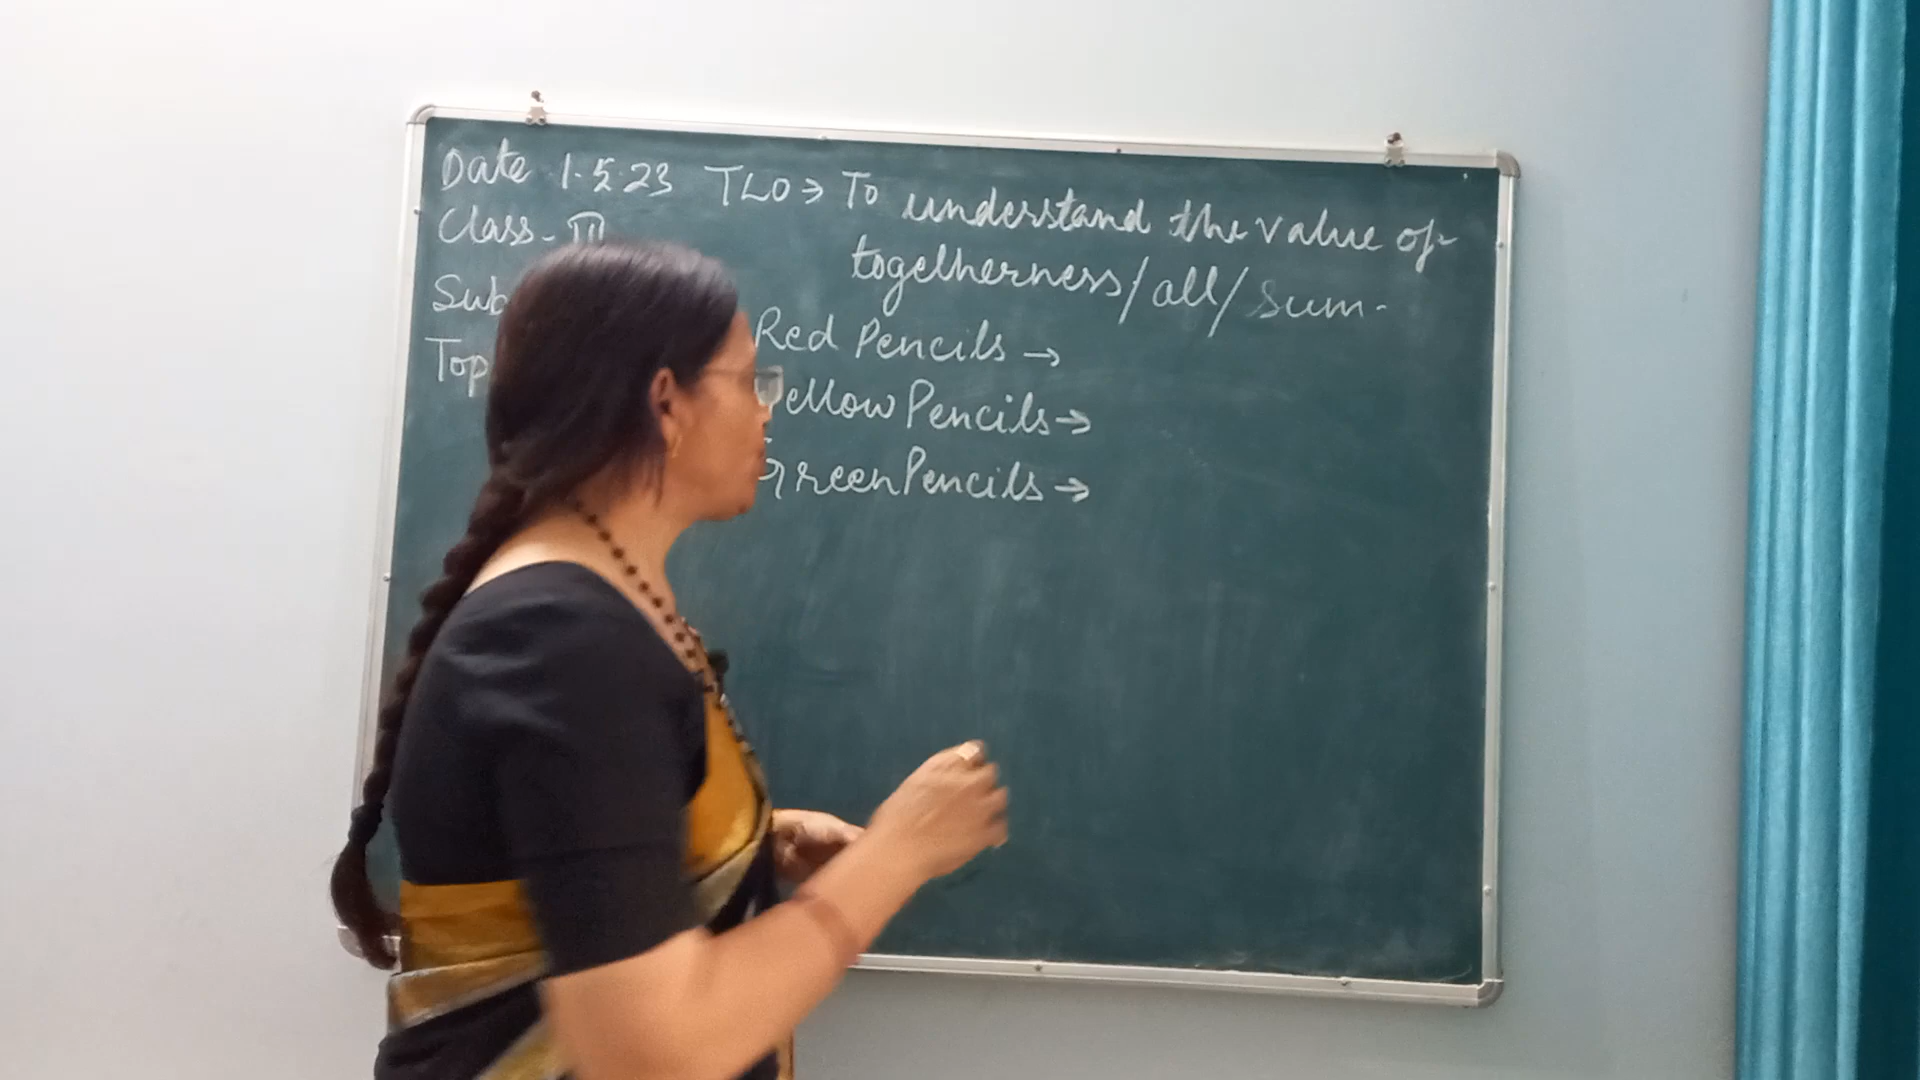 Date 1.5.23 TLO → To understand the value of
Class - III
togetherness/all/sum.
Sub
Red Pencils →
Top
Yellow Pencils →
Green Pencils →